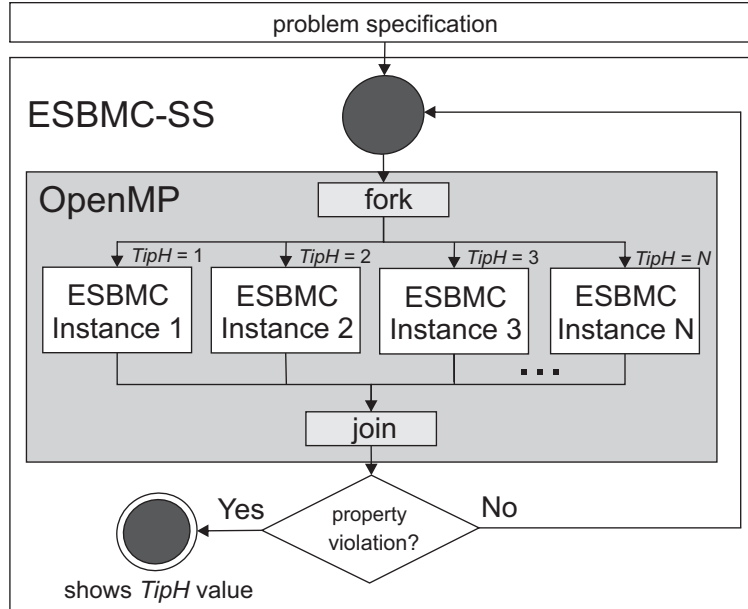 problem specification
ESBMC-SS
OpenMP
fork
TipH = 1
TipH = 2
TipH = 3
TipH = N
ESBMC
Instance 1
ESBMC
Instance 2
ESBMC
Instance 3
ESBMC
Instance N
...
join
Yes
property
violation?
No
shows TipH value